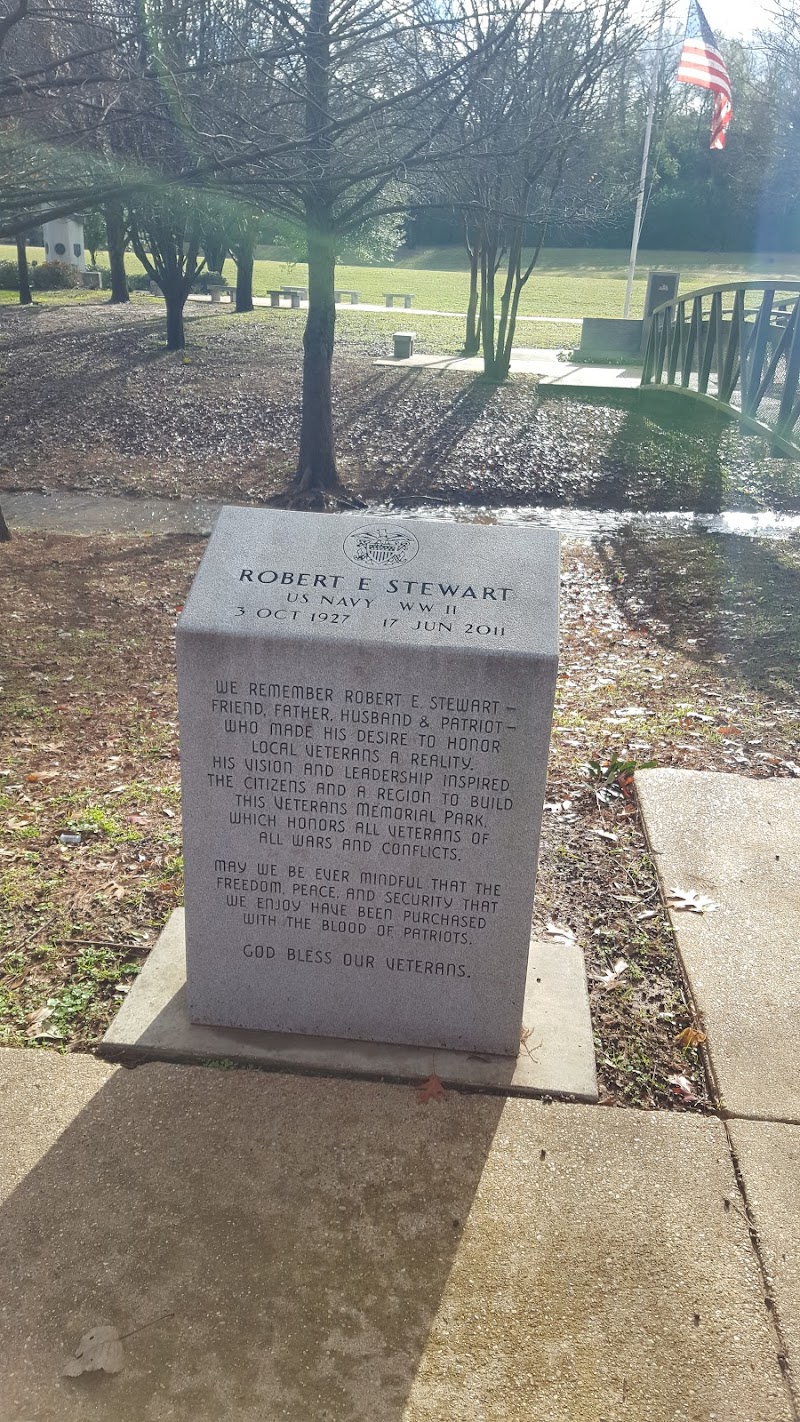 ROBERT E STEWART
US NAVY WW II
3 OCT 1927 17 JUN 2011
WE REMEMBER ROBERT E. STEWART –
FRIEND, FATHER, HUSBAND & PATRIOT –
WHO MADE HIS DESIRE TO HONOR
LOCAL VETERANS A REALITY.
HIS VISION AND LEADERSHIP INSPIRED
THE CITIZENS AND A REGION TO BUILD
THIS VETERANS MEMORIAL PARK,
WHICH HONORS ALL VETERANS OF
ALL WARS AND CONFLICTS.
MAY WE BE EVER MINDFUL THAT THE
FREEDOM, PEACE, AND SECURITY THAT
WE ENJOY HAVE BEEN PURCHASED
WITH THE BLOOD OF PATRIOTS.
GOD BLESS OUR VETERANS.